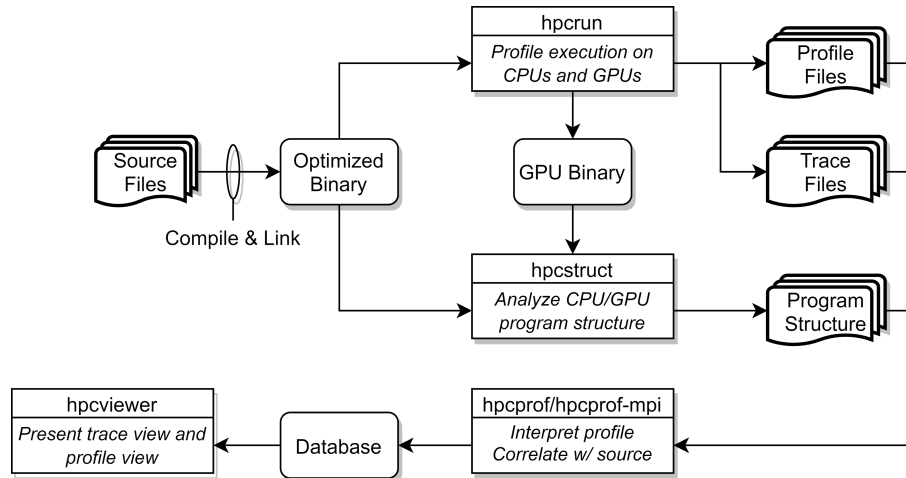 hpcrun
Profile execution on
CPUs and GPUs
Profile
Files
Source
Files
Optimized
Binary
GPU Binary
Trace
Files
Compile & Link
hpcstruct
Analyze CPU/GPU
program structure
Program
Structure
hpcviewer
Present trace view and
profile view
Database
hpcprof/hpcprof-mpi
Interpret profile
Correlate w/ source